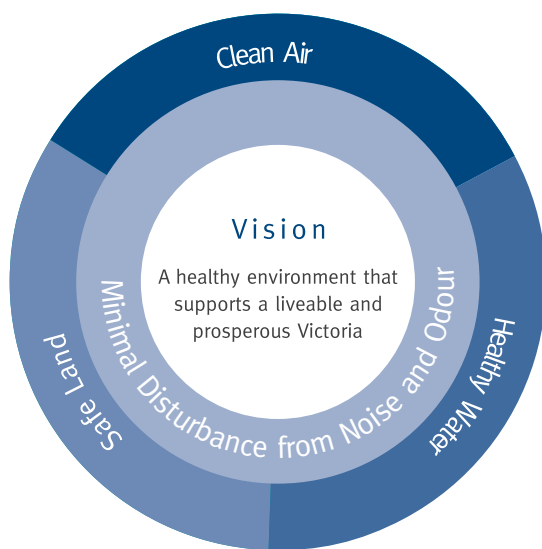 Clean Air
Vision
A healthy environment that
supports a liveable and
prosperous Victoria
Minimal Disturbance from Noise and Odour
Safe Land
Healthy Water